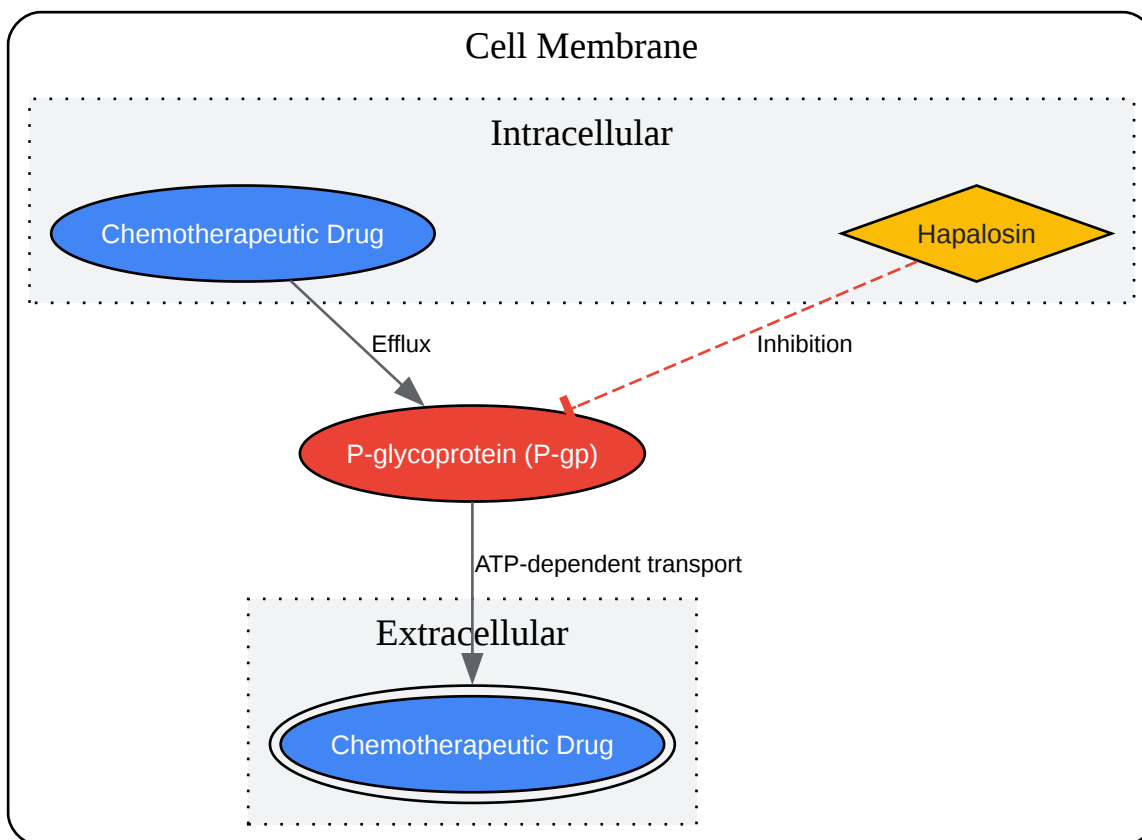 Cell Membrane
Intracellular
Chemotherapeutic Drug
Hapalosin
Efflux
Inhibition
P-glycoprotein (P-gp)
ATP-dependent transport
Extracellular
Chemotherapeutic Drug